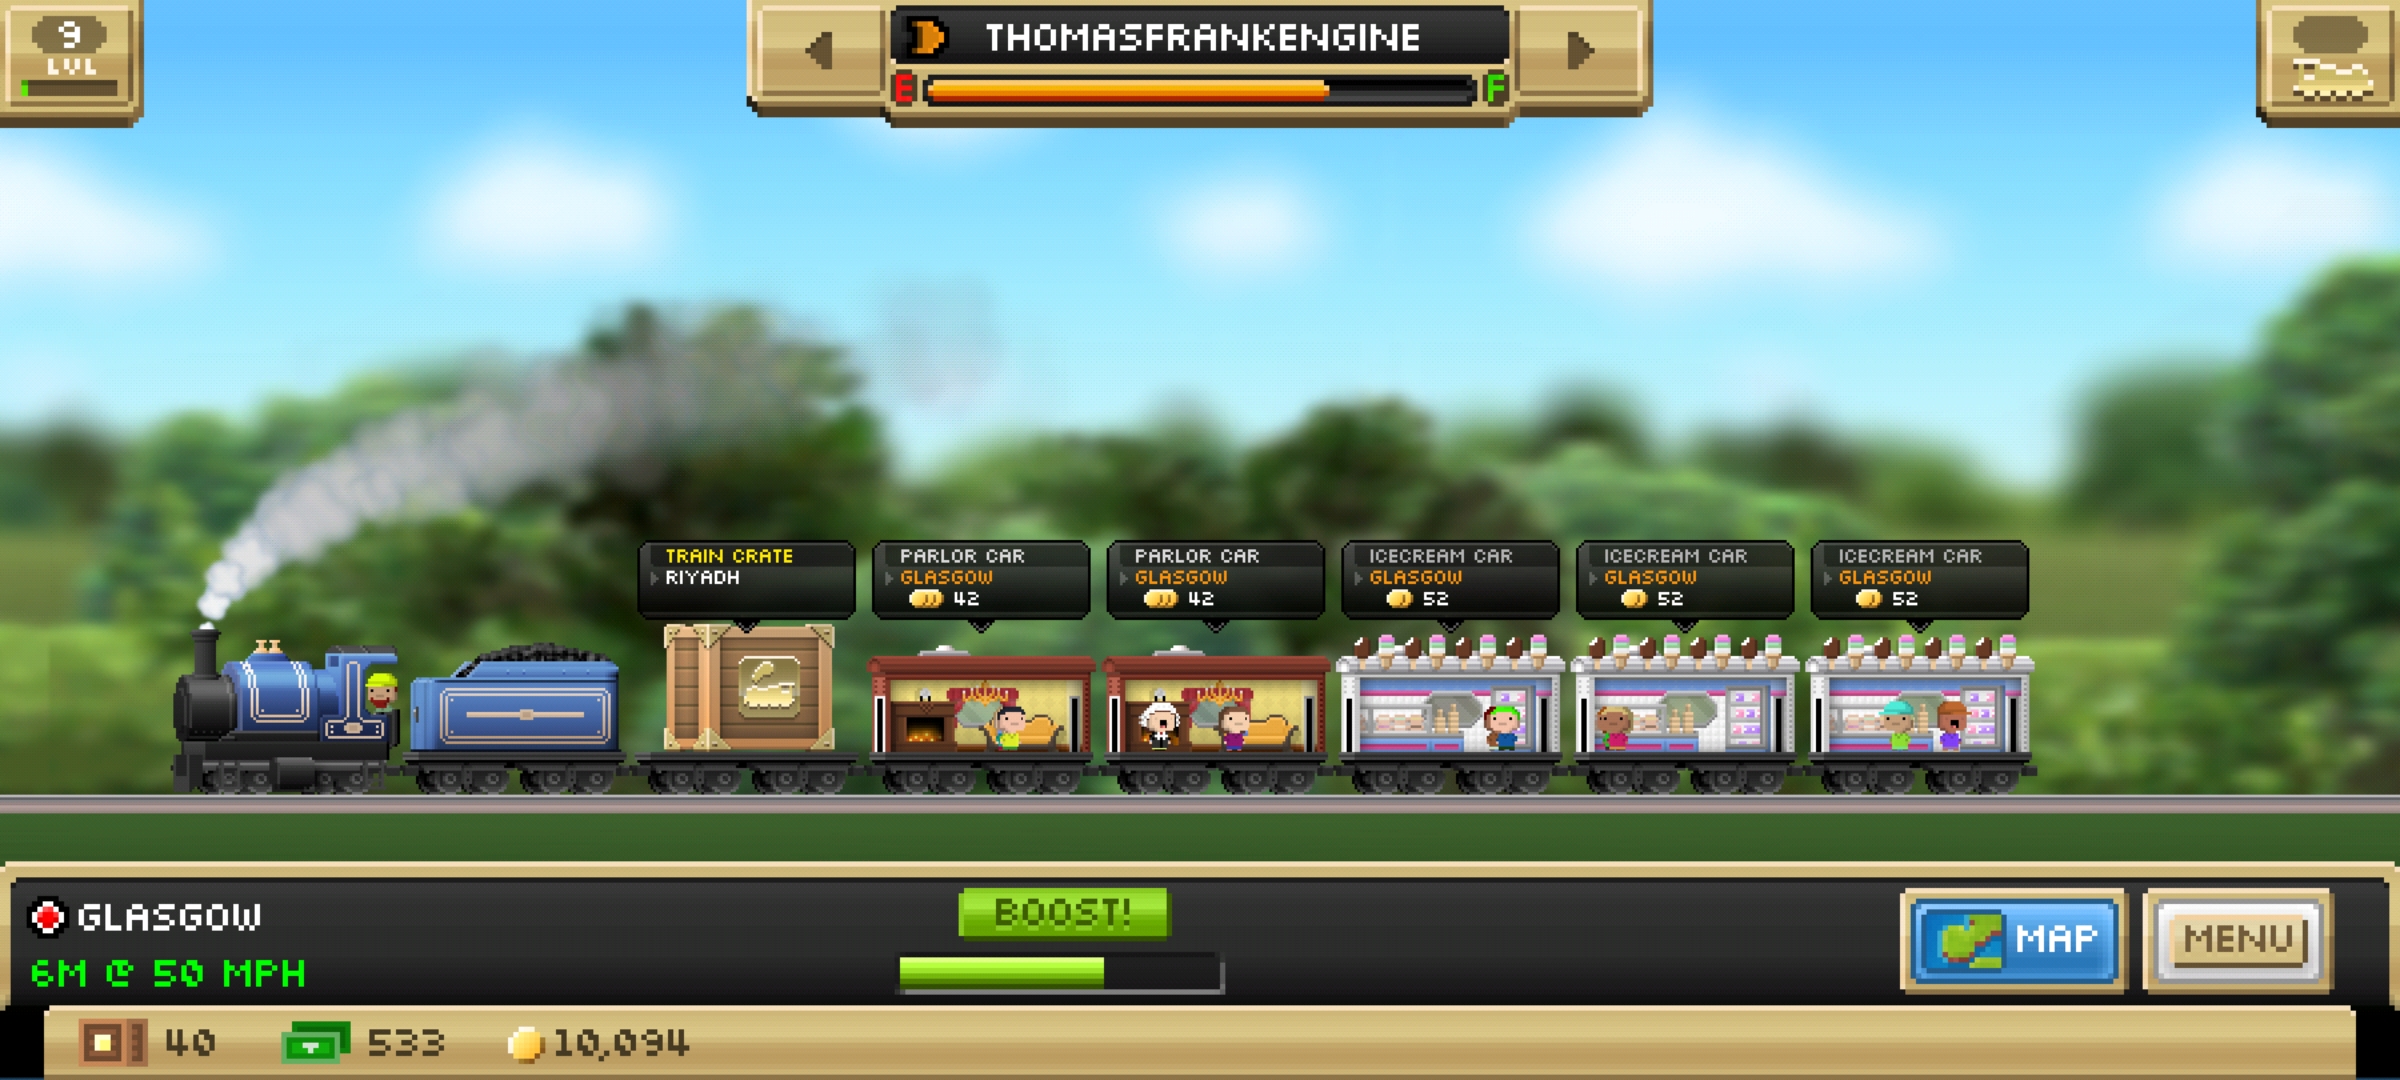 9
LVL
THOMASFRANKENGINE
E F
TRAIN CRATE
RIYADH
PARLOR CAR
GLASGOW
42
PARLOR CAR
GLASGOW
42
ICECREAM CAR
GLASGOW
52
ICECREAM CAR
GLASGOW
52
ICECREAM CAR
GLASGOW
52
GLASGOW
6M @ 50 MPH
BOOST!
MAP
MENU
40
533
10,094